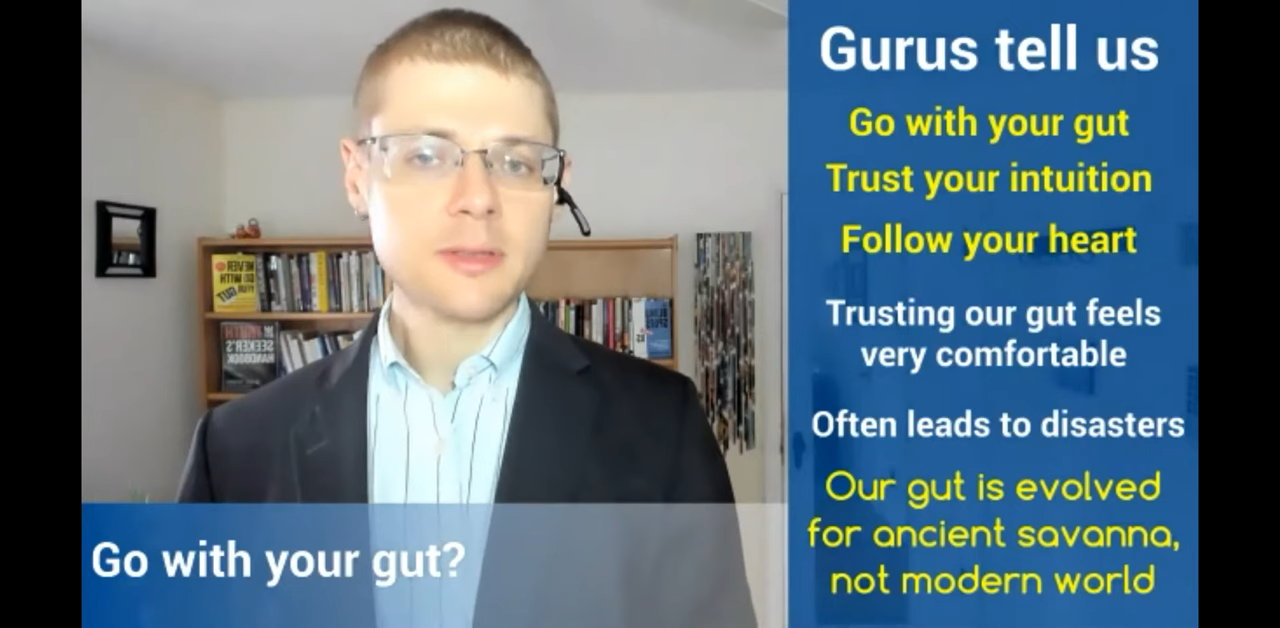 Gurus tell us
Go with your gut
Trust your intuition
Follow your heart
Trusting our gut feels
very comfortable
Often leads to disasters
Our gut is evolved
for ancient savanna,
not modern world
Go with your gut?
NEVER
GO WITH
YOUR
GUT
SEEKER'S
HANDBOOK
BLIND